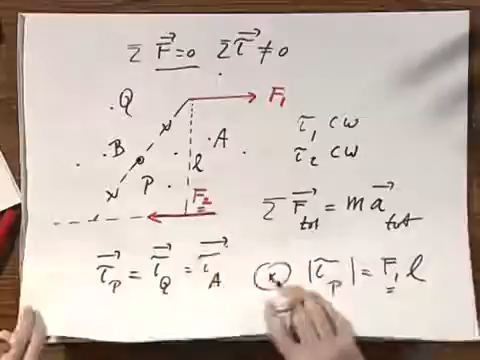 Σ F⃗=0 Σ τ⃗ ≠ 0
.Q
F₁
.A
τ₁ CW
.B
ℓ
τ₂ CW
P
F₂
Σ F⃗tot = m a⃗tot
τ⃗P = τ⃗Q = τ⃗A
|τP| = F₁ ℓ